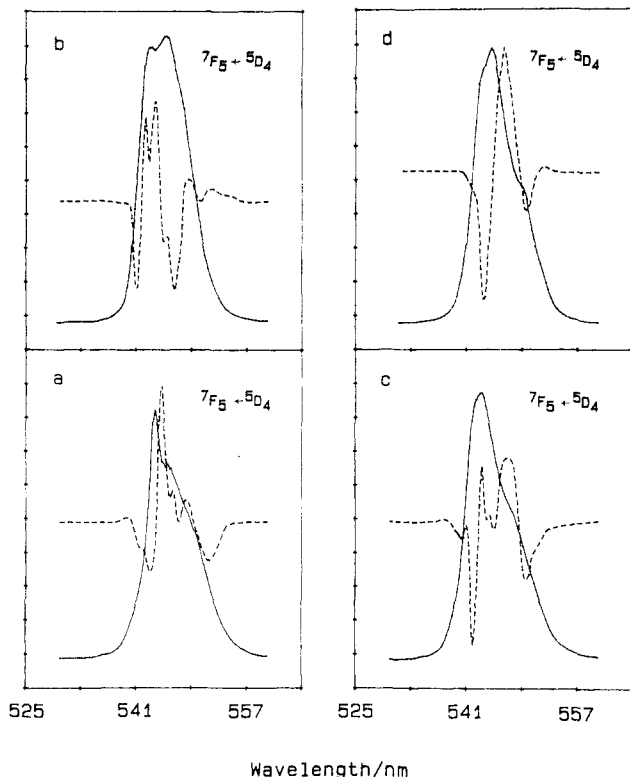 b ⁷F₅ ← ⁵D₄
d ⁷F₅ ← ⁵D₄
a ⁷F₅ ← ⁵D₄
c ⁷F₅ ← ⁵D₄
525 541 557 525 541 557
Wavelength/nm